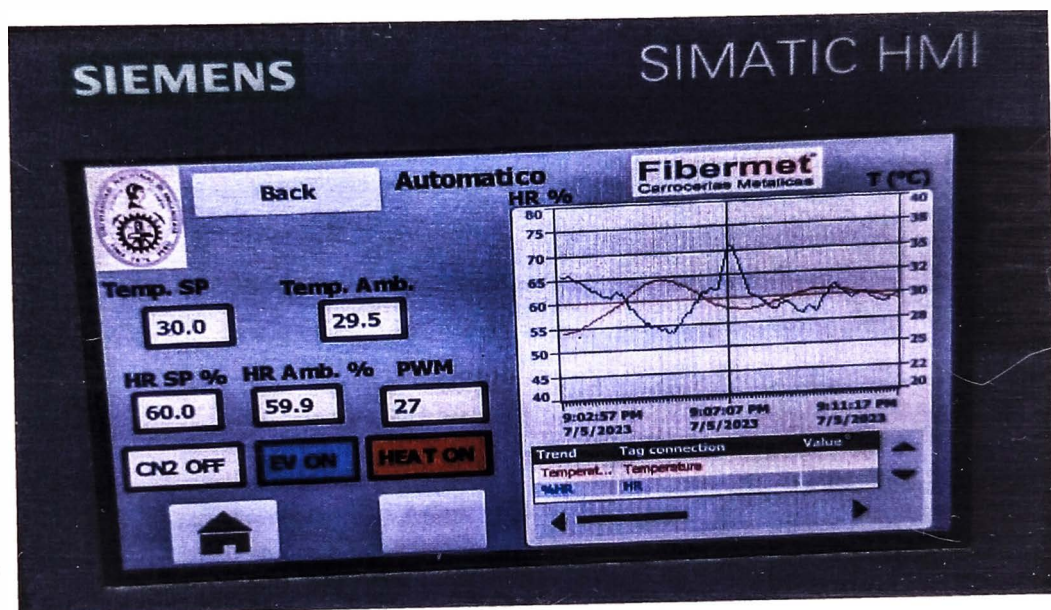 SIEMENS
SIMATIC HMI
Back
Automatico
Fibermet
Carrocerias Metalicas
HR %
T (°C)
Temp. SP
Temp. Amb.
30.0
29.5
HR SP %
HR Amb. %
PWM
60.0
59.9
27
CN2 OFF
EV ON
HEAT ON
80
75
70
65
60
55
50
45
40
40
38
35
32
30
28
25
22
20
9:02:57 PM
7/5/2023
9:07:07 PM
7/5/2023
9:11:17 PM
7/5/2023
Trend
Tag connection
Value
Temperat...
Temperature
%HR
HR